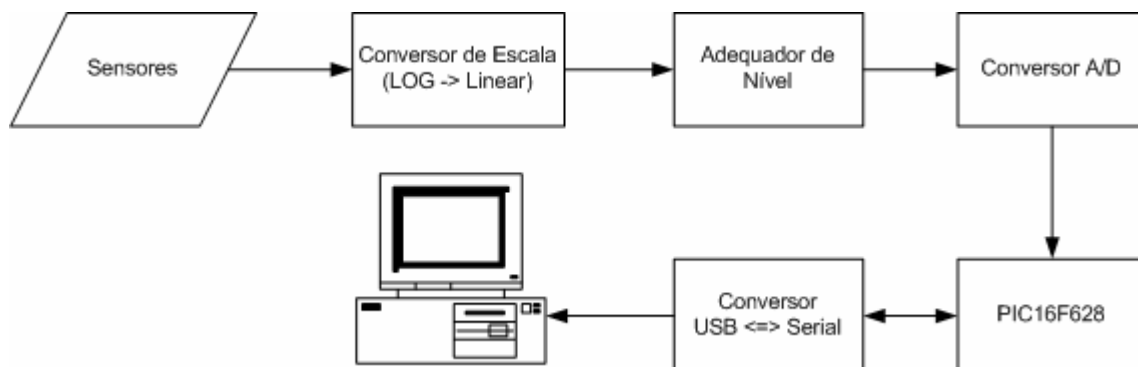 Sensores
Conversor de Escala
(LOG -> Linear)
Adequador de
Nível
Conversor A/D
Conversor
USB <=> Serial
PIC16F628